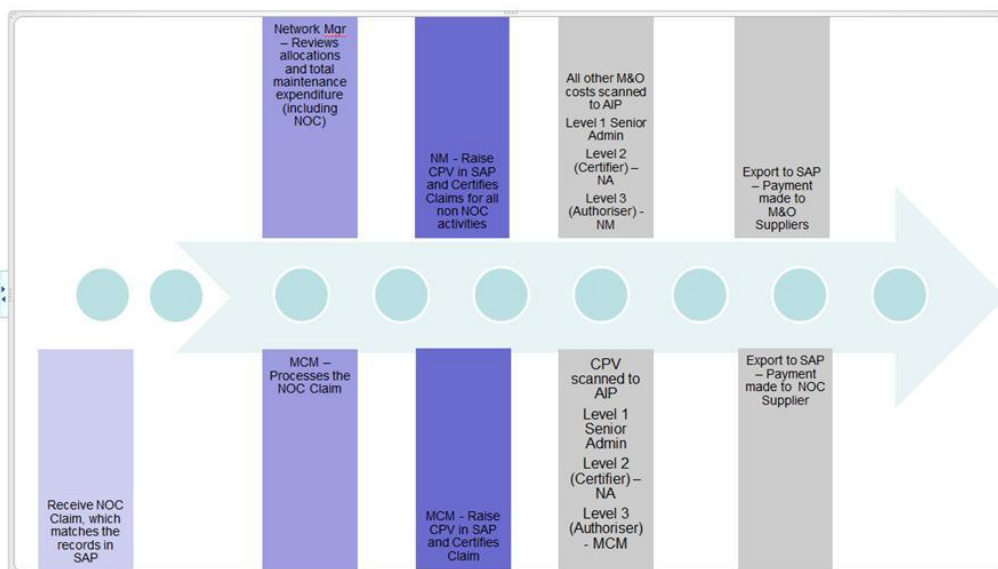 Network Mgr
– Reviews
allocations
and total
maintenance
expenditure
(including
NOC)
NM - Raise
CPV in SAP
and Certifies
Claims for all
non NOC
activities
All other M&O
costs scanned
to AIP
Level 1 Senior
Admin
Level 2
(Certifier) –
NA
Level 3
(Authoriser) -
NM
Export to SAP
– Payment
made to
M&O
Suppliers
Receive NOC
Claim, which
matches the
records in
SAP
MCM –
Processes the
NOC Claim
MCM - Raise
CPV in SAP
and Certifies
Claim
CPV
scanned to
AIP
Level 1
Senior
Admin
Level 2
(Certifier) –
NA
Level 3
(Authoriser)
- MCM
Export to SAP
– Payment
made to NOC
Supplier